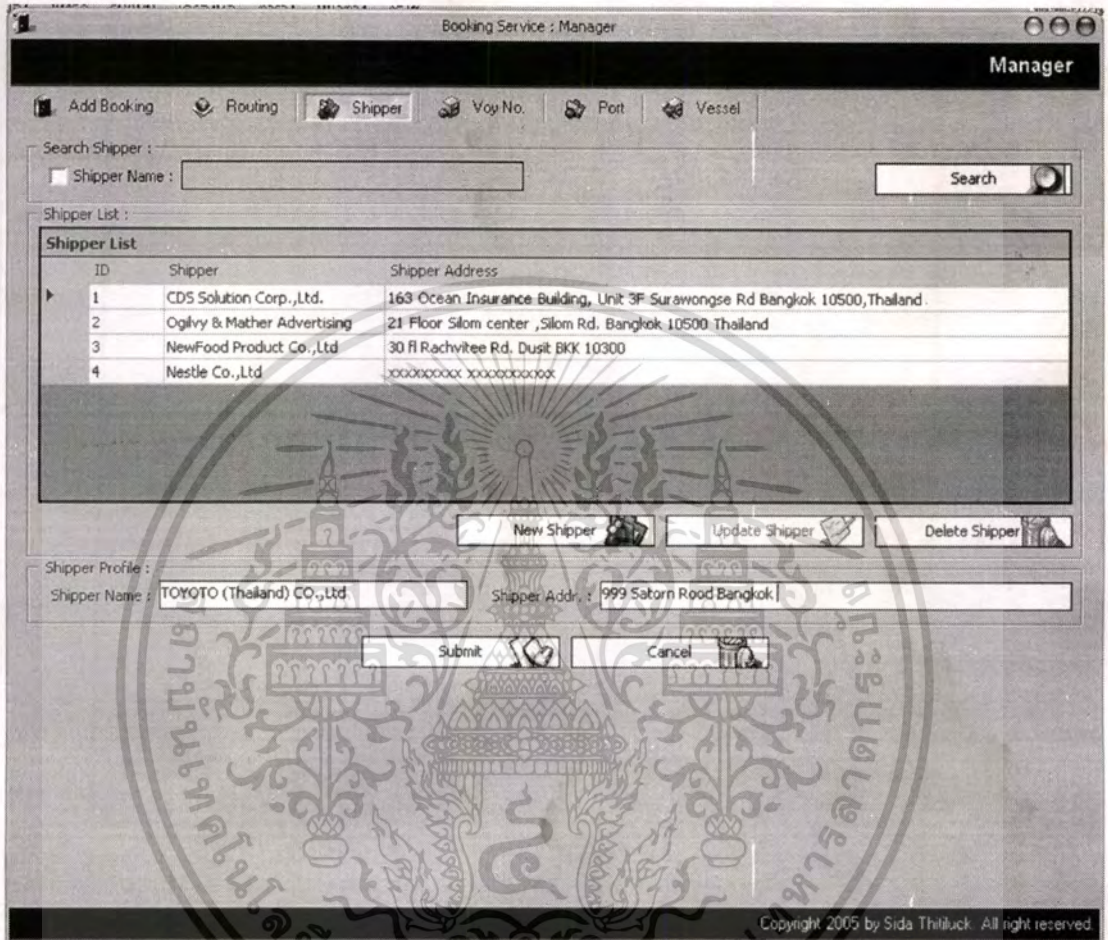 Booking Service : Manager
Manager
Add Booking Routing Shipper Voy No. Port Vessel
Search Shipper :
Shipper Name : Search
Shipper List :
Shipper List
ID Shipper Shipper Address
1 CDS Solution Corp.,Ltd. 163 Ocean Insurance Building, Unit 3F Surawongse Rd Bangkok 10500,Thailand.
2 Ogilvy & Mather Advertising 21 Floor Silom center ,Silom Rd. Bangkok 10500 Thailand
3 NewFood Product Co.,Ltd 30 fl Rachvitee Rd. Dusit BKK 10300
4 Nestle Co.,Ltd xxxxxxxxx xxxxxxxxxxx
New Shipper Update Shipper Delete Shipper
Shipper Profile :
Shipper Name : TOYOTO (Thailand) CO.,Ltd Shipper Addr. : 999 Satorn Rood Bangkok
Submit Cancel
Copyright 2005 by Sida Thitiluck. All right reserved.